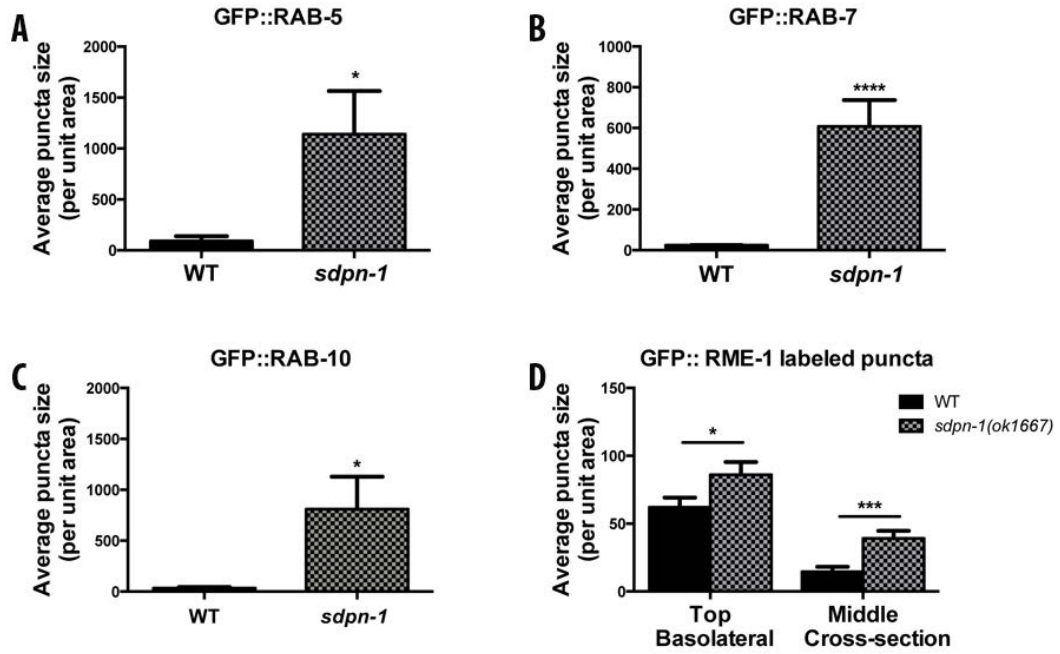 A
GFP::RAB-5
Average puncta size
(per unit area)
2000
1500
1000
500
0
*
WT
sdpn-1
B
GFP::RAB-7
Average puncta size
(per unit area)
1000
800
600
400
200
0
****
WT
sdpn-1
C
GFP::RAB-10
Average puncta size
(per unit area)
2000
1500
1000
500
0
*
WT
sdpn-1
D
GFP:: RME-1 labeled puncta
Average puncta size
(per unit area)
150
100
50
0
WT
sdpn-1(ok1667)
*
***
Top
Basolateral
Middle
Cross-section